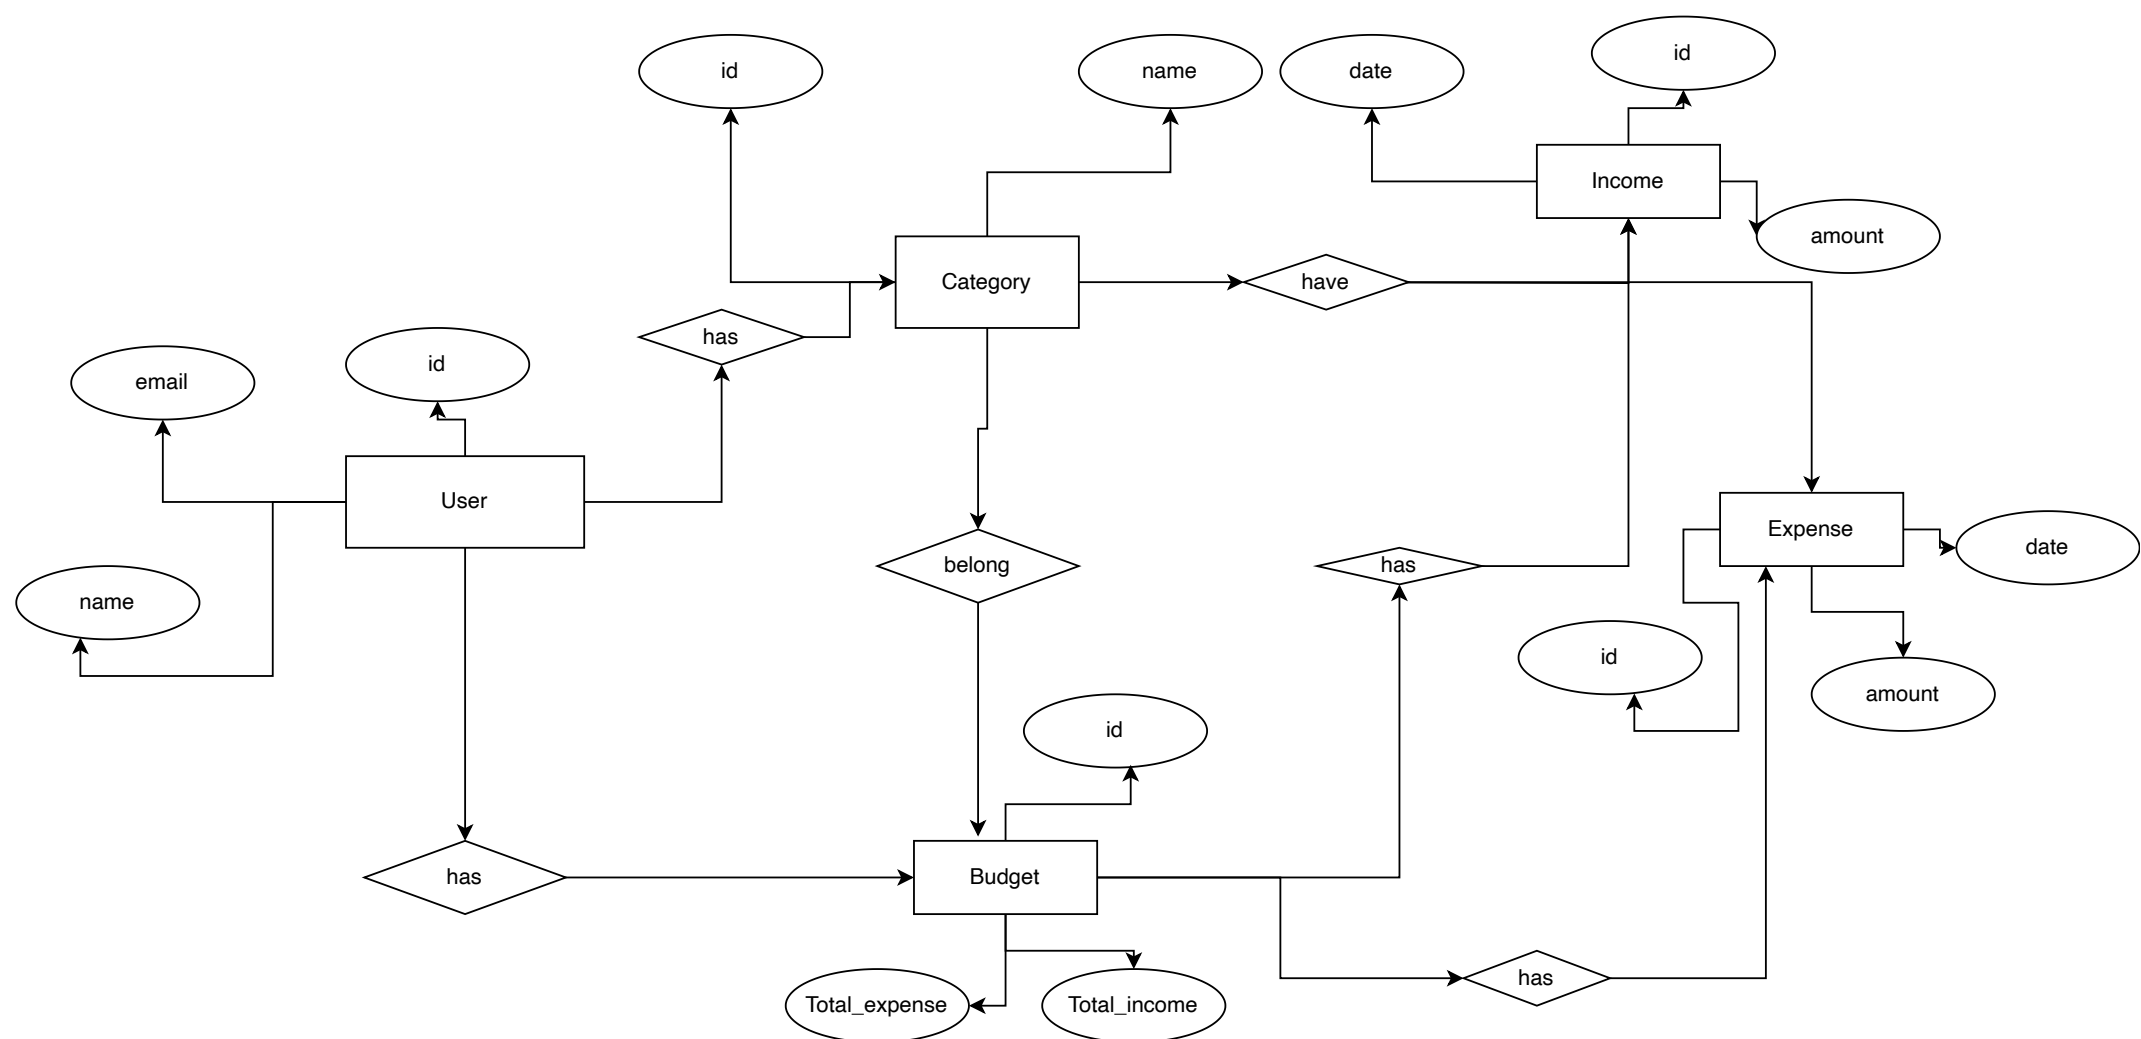 id
name
date
id
Income
amount
Category
have
has
id
email
User
Expense
date
belong
has
name
id
amount
id
has
Budget
has
Total_expense
Total_income